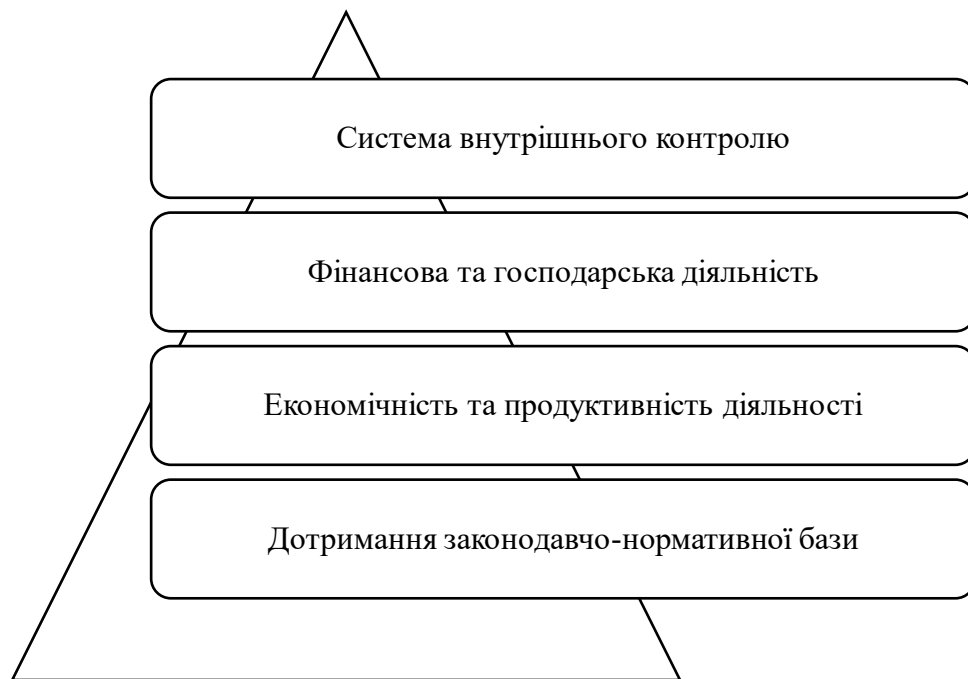 Система внутрішнього контролю
Фінансова та господарська діяльність
Економічність та продуктивність діяльності
Дотримання законодавчо-нормативної бази